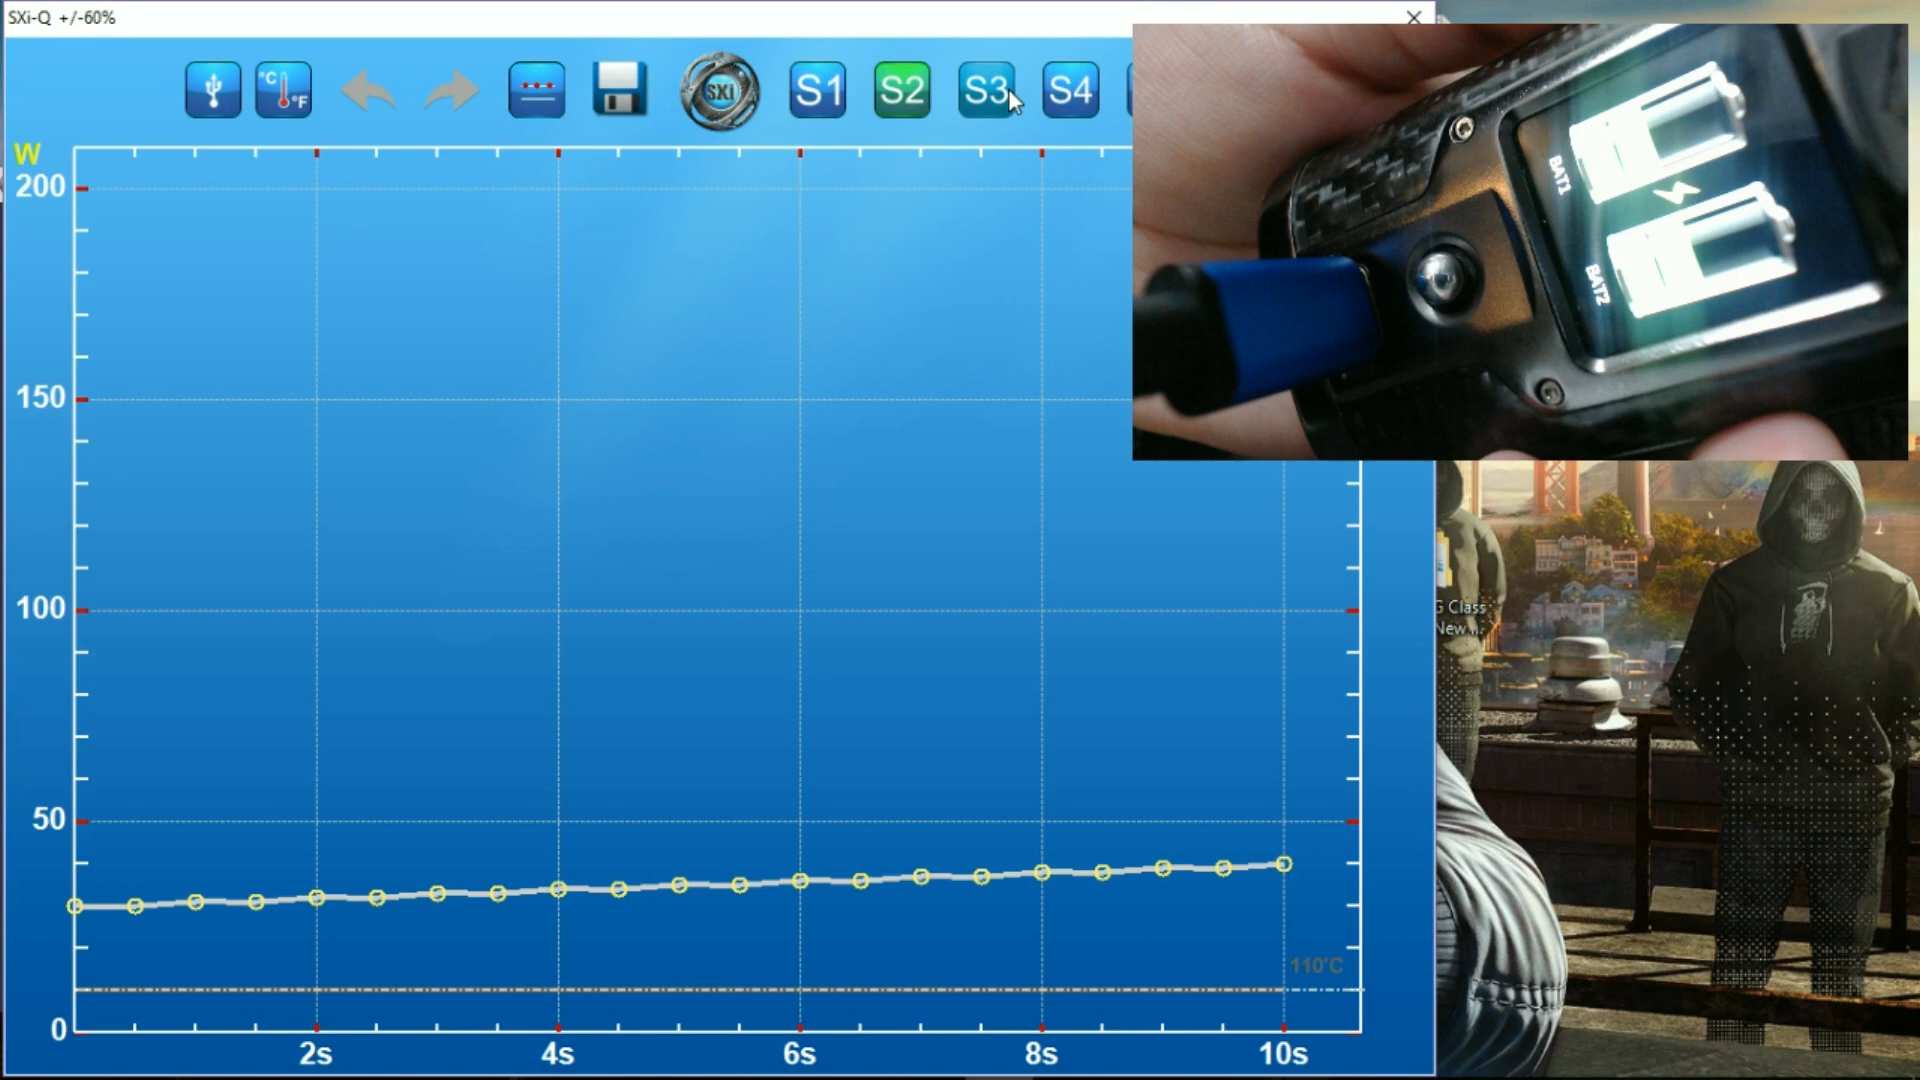 SXi-Q +/-60%
°C °F
SXi
S1 S2 S3 S4
W
200
150
100
50
0
2s 4s 6s 8s 10s
110'C
BAT1
BAT2
G Class
New